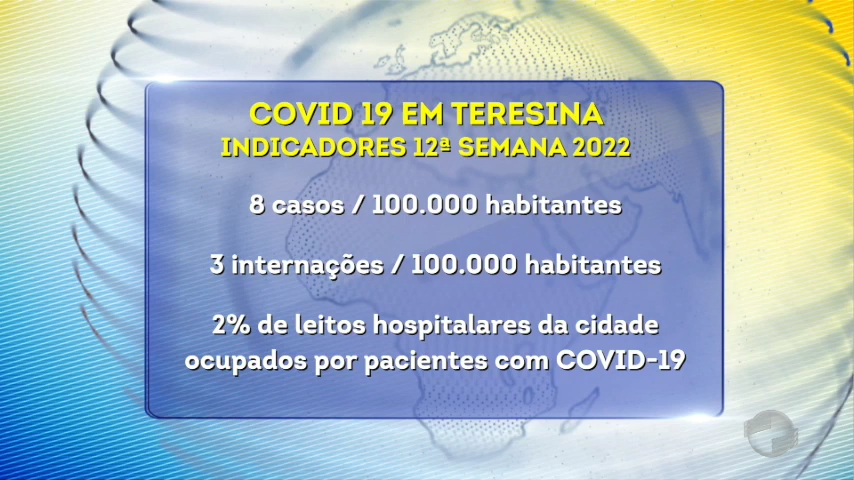 COVID 19 EM TERESINA
INDICADORES 12ª SEMANA 2022
8 casos / 100.000 habitantes
3 internações / 100.000 habitantes
2% de leitos hospitalares da cidade
ocupados por pacientes com COVID-19